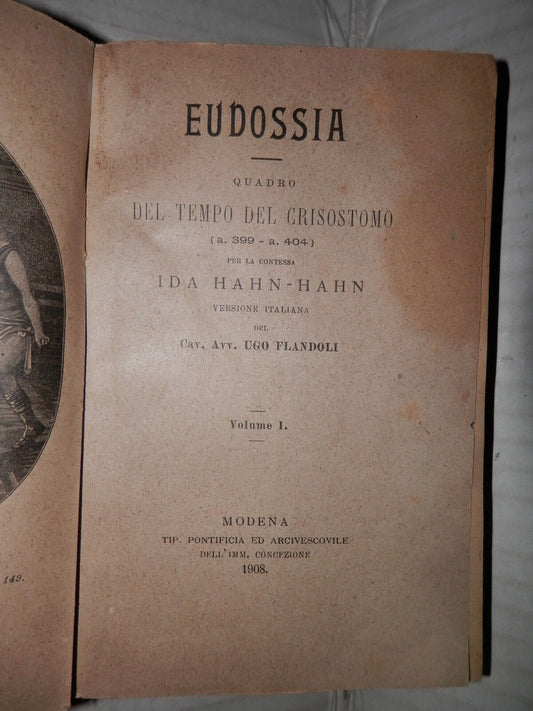 EUDOSSIA
QUADRO
DEL TEMPO DEL CRISOSTOMO
(a. 399 - a. 404)
PER LA CONTESSA
IDA HAHN-HAHN
VERSIONE ITALIANA
DEL
Cav. Avv. UGO FLANDOLI
Volume I.
MODENA
TIP. PONTIFICIA ED ARCIVESCOVILE
DELL'IMM. CONCEZIONE
1908.
149.